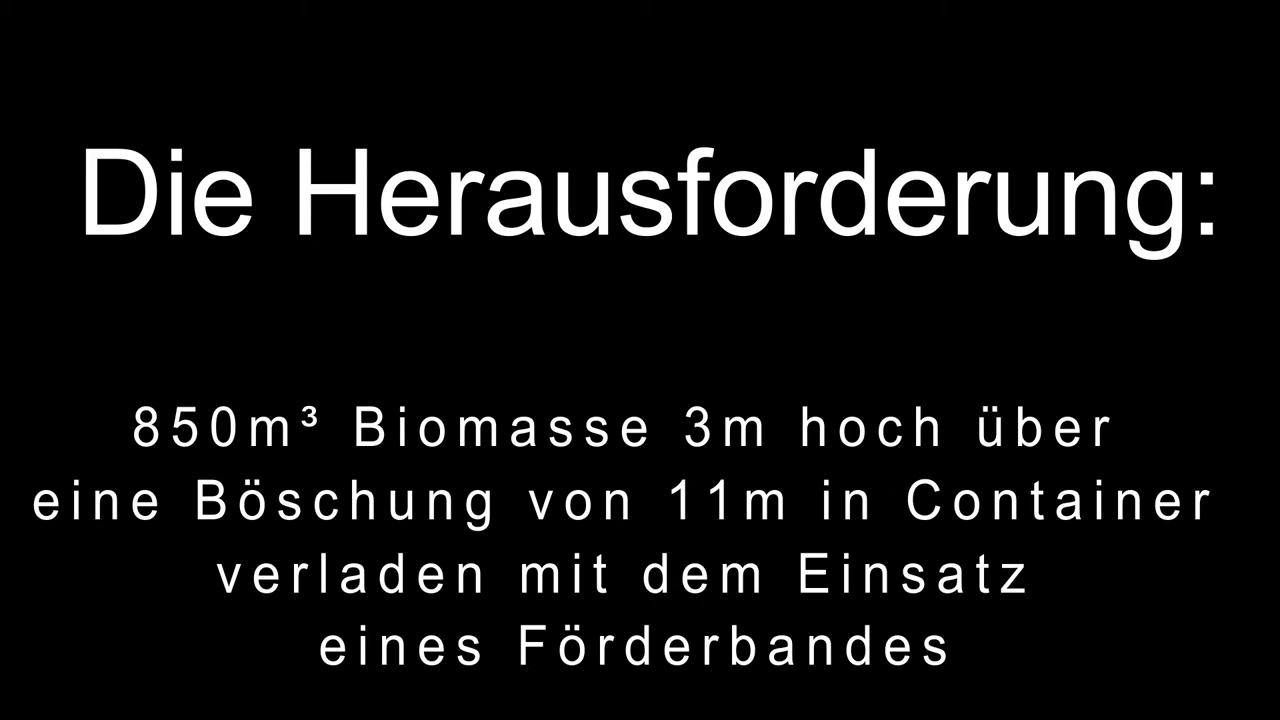 Die Herausforderung:
850m³ Biomasse 3m hoch über
eine Böschung von 11m in Container
verladen mit dem Einsatz
eines Förderbandes